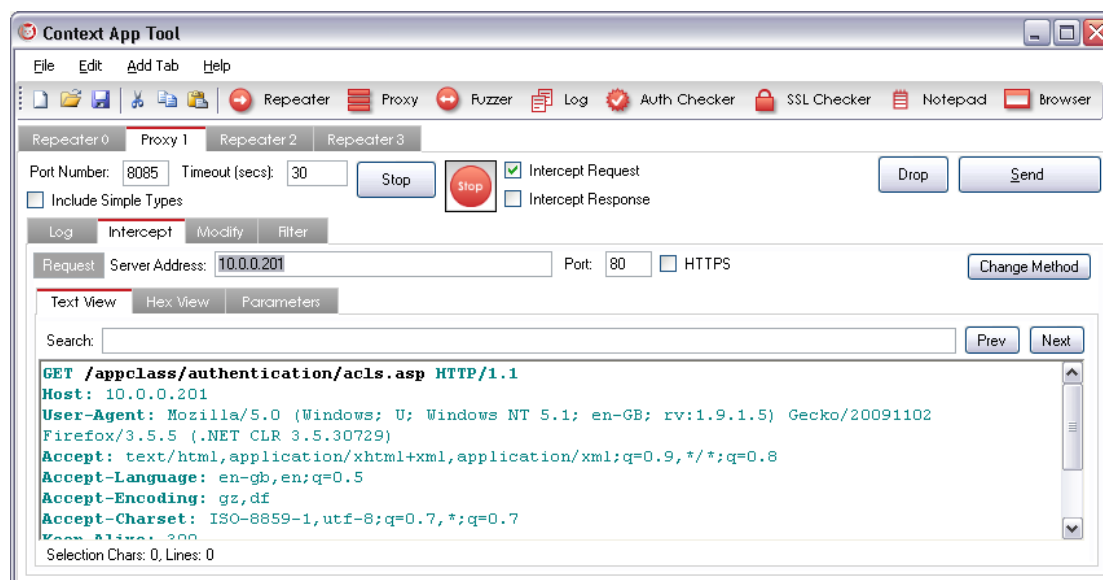 Context App Tool
File Edit Add Tab Help
Repeater Proxy Fuzzer Log Auth Checker SSL Checker Notepad Browser
Repeater 0 Proxy 1 Repeater 2 Repeater 3
Port Number: 8085 Timeout (secs): 30 Stop Stop Intercept Request Drop Send
Include Simple Types Intercept Response
Log Intercept Modify Filter
Request Server Address: 10.0.0.201 Port: 80 HTTPS Change Method
Text View Hex View Parameters
Search: Prev Next
GET /appclass/authentication/acls.asp HTTP/1.1
Host: 10.0.0.201
User-Agent: Mozilla/5.0 (Windows; U; Windows NT 5.1; en-GB; rv:1.9.1.5) Gecko/20091102
Firefox/3.5.5 (.NET CLR 3.5.30729)
Accept: text/html,application/xhtml+xml,application/xml;q=0.9,*/*;q=0.8
Accept-Language: en-gb,en;q=0.5
Accept-Encoding: gz,df
Accept-Charset: ISO-8859-1,utf-8;q=0.7,*;q=0.7
Keep-Alive: 300
Selection Chars: 0, Lines: 0